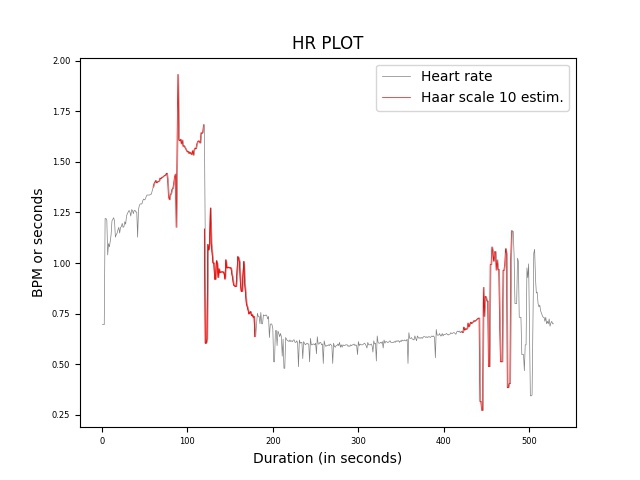 HR PLOT
Heart rate
Haar scale 10 estim.
BPM or seconds
2.00
1.75
1.50
1.25
1.00
0.75
0.50
0.25
0 100 200 300 400 500
Duration (in seconds)